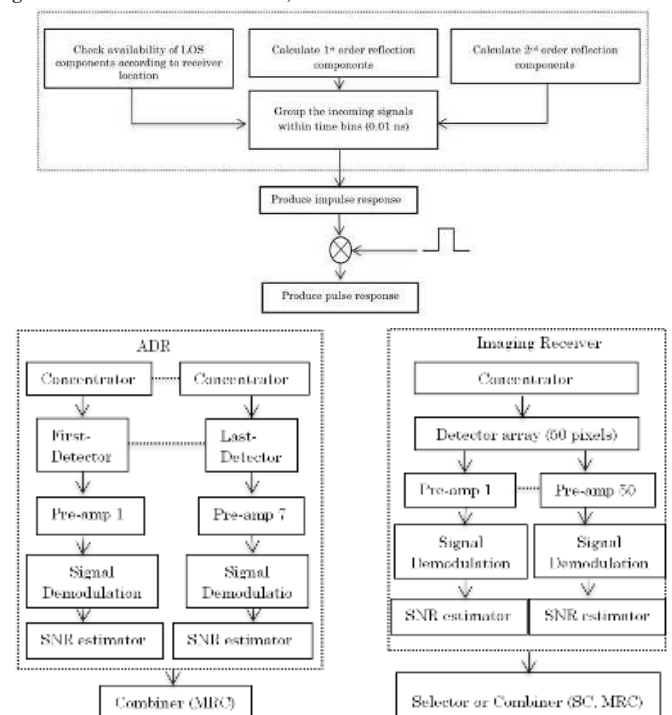 Check availability of LOS
components according to receiver
location
Calculate 1st order reflection
components
Calculate 2nd order reflection
components
Group the incoming signals
within time bins (0.01 ns)
Produce impulse response
Produce pulse response
ADR
Concentrator
Concentrator
First-
Detector
Last-
Detector
Pre-amp 1
Pre-amp 7
Signal
Demodulation
Signal
Demodulatio
SNR estimator
SNR estimator
Combiner (MRC)
Imaging Receiver
Concentrator
Detector array (50 pixels)
Pre-amp 1
Pre-amp 50
Signal
Demodulation
Signal
Demodulation
SNR estimator
SNR estimator
Selector or Combiner (SC, MRC)